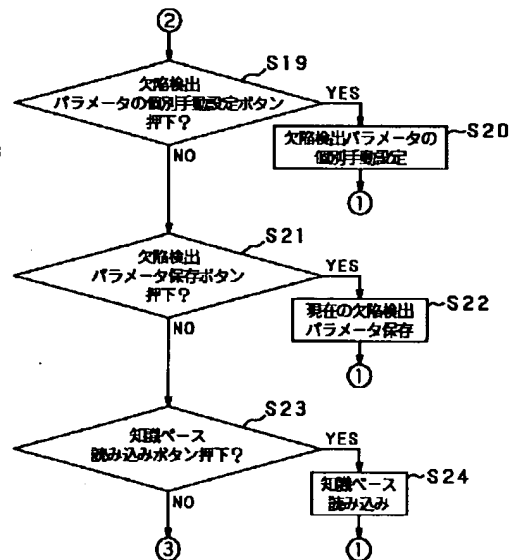 ②
S19
欠陥検出
パラメータの個別手動設定ボタン
押下？
YES
S20
欠陥検出パラメータの
個別手動設定
①
NO
S21
欠陥検出
パラメータ保存ボタン
押下？
YES
S22
現在の欠陥検出
パラメータ保存
①
NO
S23
知識ベース
読み込みボタン押下？
YES
S24
知識ベース
読み込み
①
NO
③